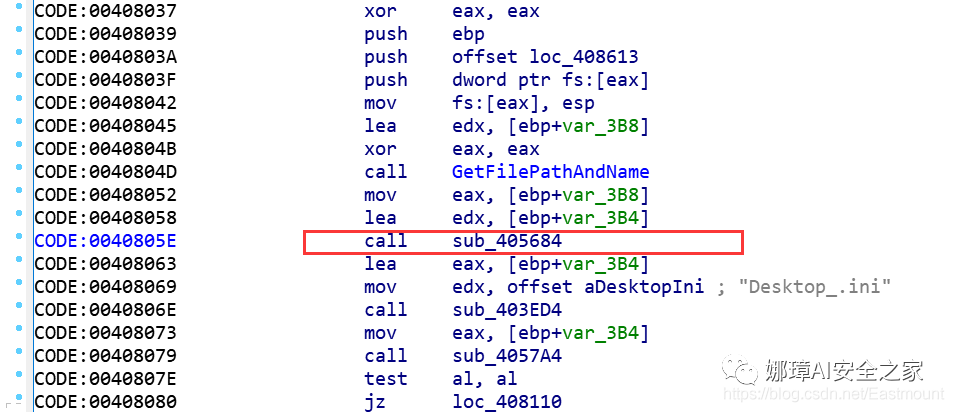 CODE:00408037 xor eax, eax
CODE:00408039 push ebp
CODE:0040803A push offset loc_408613
CODE:0040803F push dword ptr fs:[eax]
CODE:00408042 mov fs:[eax], esp
CODE:00408045 lea edx, [ebp+var_3B8]
CODE:0040804B xor eax, eax
CODE:0040804D call GetFilePathAndName
CODE:00408052 mov eax, [ebp+var_3B8]
CODE:00408058 lea edx, [ebp+var_3B4]
CODE:0040805E call sub_405684
CODE:00408063 lea eax, [ebp+var_3B4]
CODE:00408069 mov edx, offset aDesktopIni ; "Desktop_.ini"
CODE:0040806E call sub_403ED4
CODE:00408073 mov eax, [ebp+var_3B4]
CODE:00408079 call sub_4057A4
CODE:0040807E test al, al
CODE:00408080 jz loc_408110
娜璋AI安全之家
https://blog.csdn.net/Eastmount